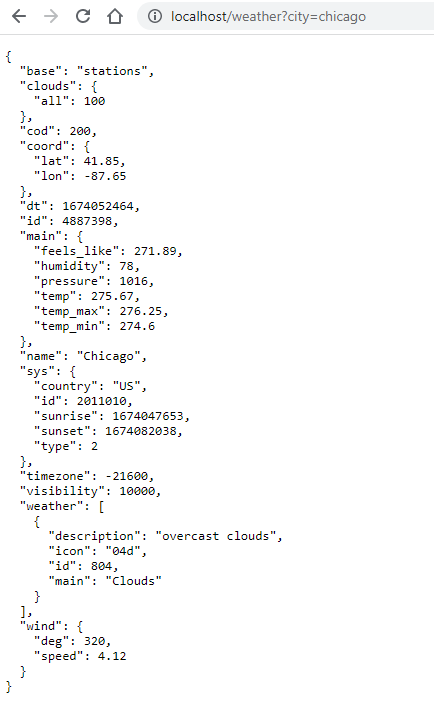 localhost/weather?city=chicago
{
  "base": "stations",
  "clouds": {
    "all": 100
  },
  "cod": 200,
  "coord": {
    "lat": 41.85,
    "lon": -87.65
  },
  "dt": 1674052464,
  "id": 4887398,
  "main": {
    "feels_like": 271.89,
    "humidity": 78,
    "pressure": 1016,
    "temp": 275.67,
    "temp_max": 276.25,
    "temp_min": 274.6
  },
  "name": "Chicago",
  "sys": {
    "country": "US",
    "id": 2011010,
    "sunrise": 1674047653,
    "sunset": 1674082038,
    "type": 2
  },
  "timezone": -21600,
  "visibility": 10000,
  "weather": [
    {
      "description": "overcast clouds",
      "icon": "04d",
      "id": 804,
      "main": "Clouds"
    }
  ],
  "wind": {
    "deg": 320,
    "speed": 4.12
  }
}